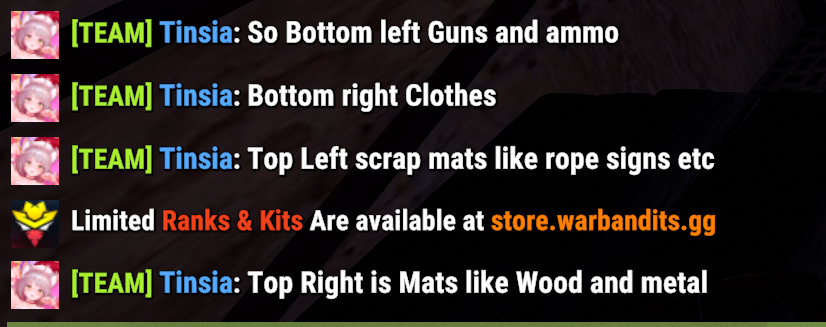 [TEAM] Tinsia: So Bottom left Guns and ammo
[TEAM] Tinsia: Bottom right Clothes
[TEAM] Tinsia: Top Left scrap mats like rope signs etc
Limited Ranks & Kits Are available at store.warbandits.gg
[TEAM] Tinsia: Top Right is Mats like Wood and metal